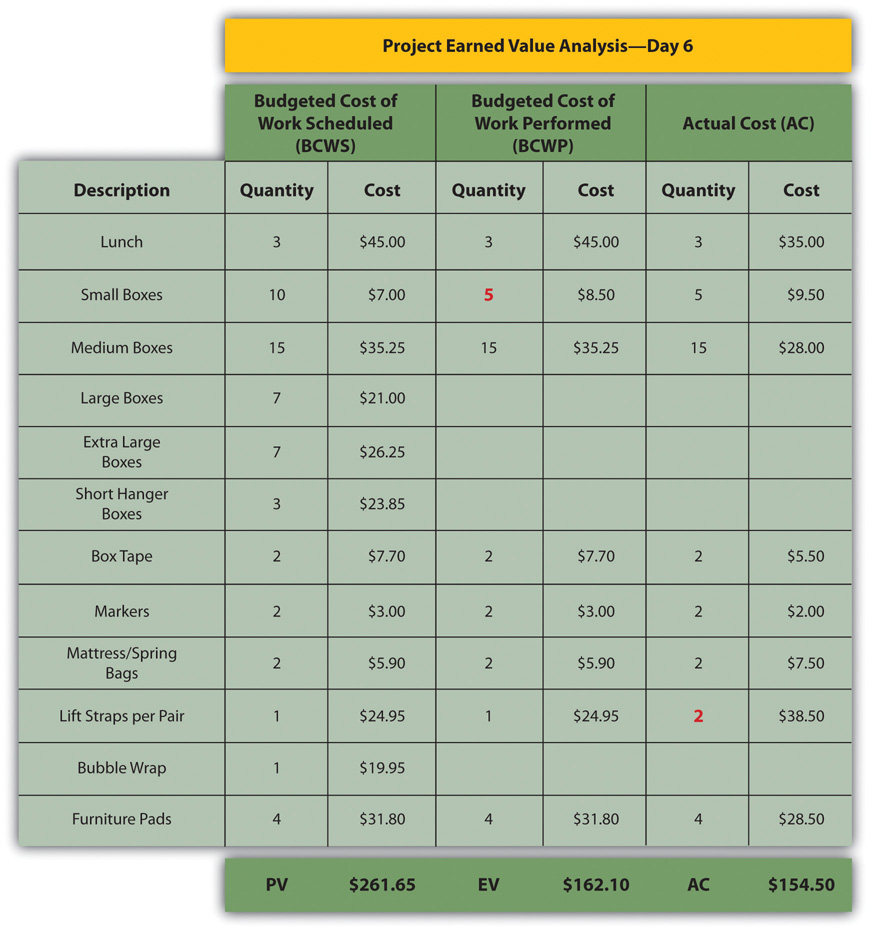 Project Earned Value Analysis—Day 6
Budgeted Cost of
Work Scheduled
(BCWS)
Budgeted Cost of
Work Performed
(BCWP)
Actual Cost (AC)
Description Quantity Cost Quantity Cost Quantity Cost
Lunch 3 $45.00 3 $45.00 3 $35.00
Small Boxes 10 $7.00 5 $8.50 5 $9.50
Medium Boxes 15 $35.25 15 $35.25 15 $28.00
Large Boxes 7 $21.00
Extra Large
Boxes 7 $26.25
Short Hanger
Boxes 3 $23.85
Box Tape 2 $7.70 2 $7.70 2 $5.50
Markers 2 $3.00 2 $3.00 2 $2.00
Mattress/Spring
Bags 2 $5.90 2 $5.90 2 $7.50
Lift Straps per Pair 1 $24.95 1 $24.95 2 $38.50
Bubble Wrap 1 $19.95
Furniture Pads 4 $31.80 4 $31.80 4 $28.50
PV $261.65 EV $162.10 AC $154.50